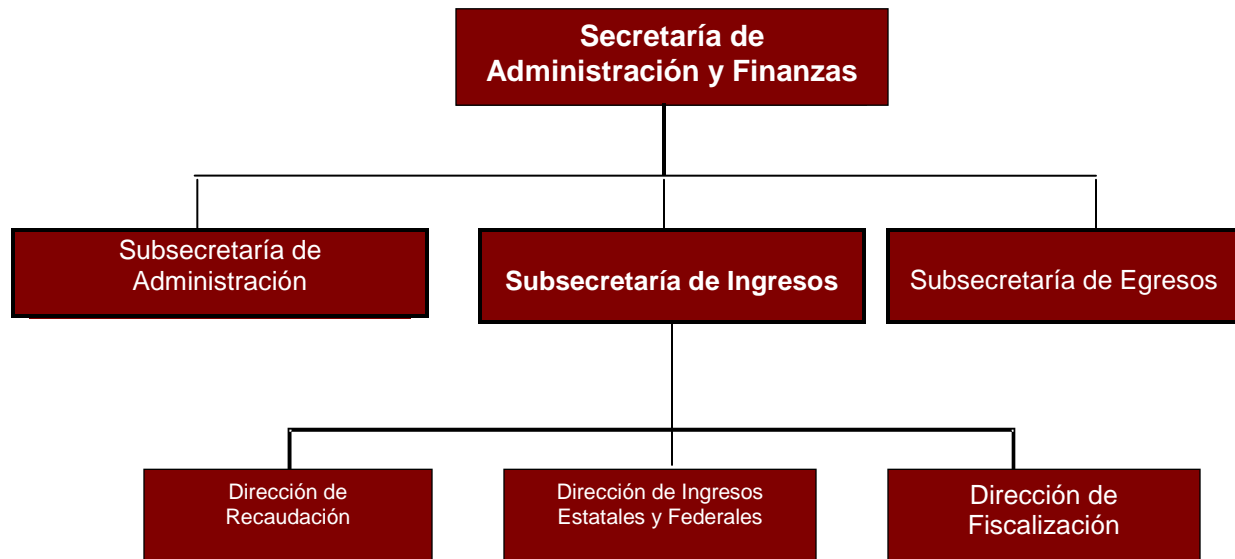 Secretaría de
Administración y Finanzas
Subsecretaría de
Administración
Subsecretaría de Ingresos
Subsecretaría de Egresos
Dirección de
Recaudación
Dirección de Ingresos
Estatales y Federales
Dirección de
Fiscalización